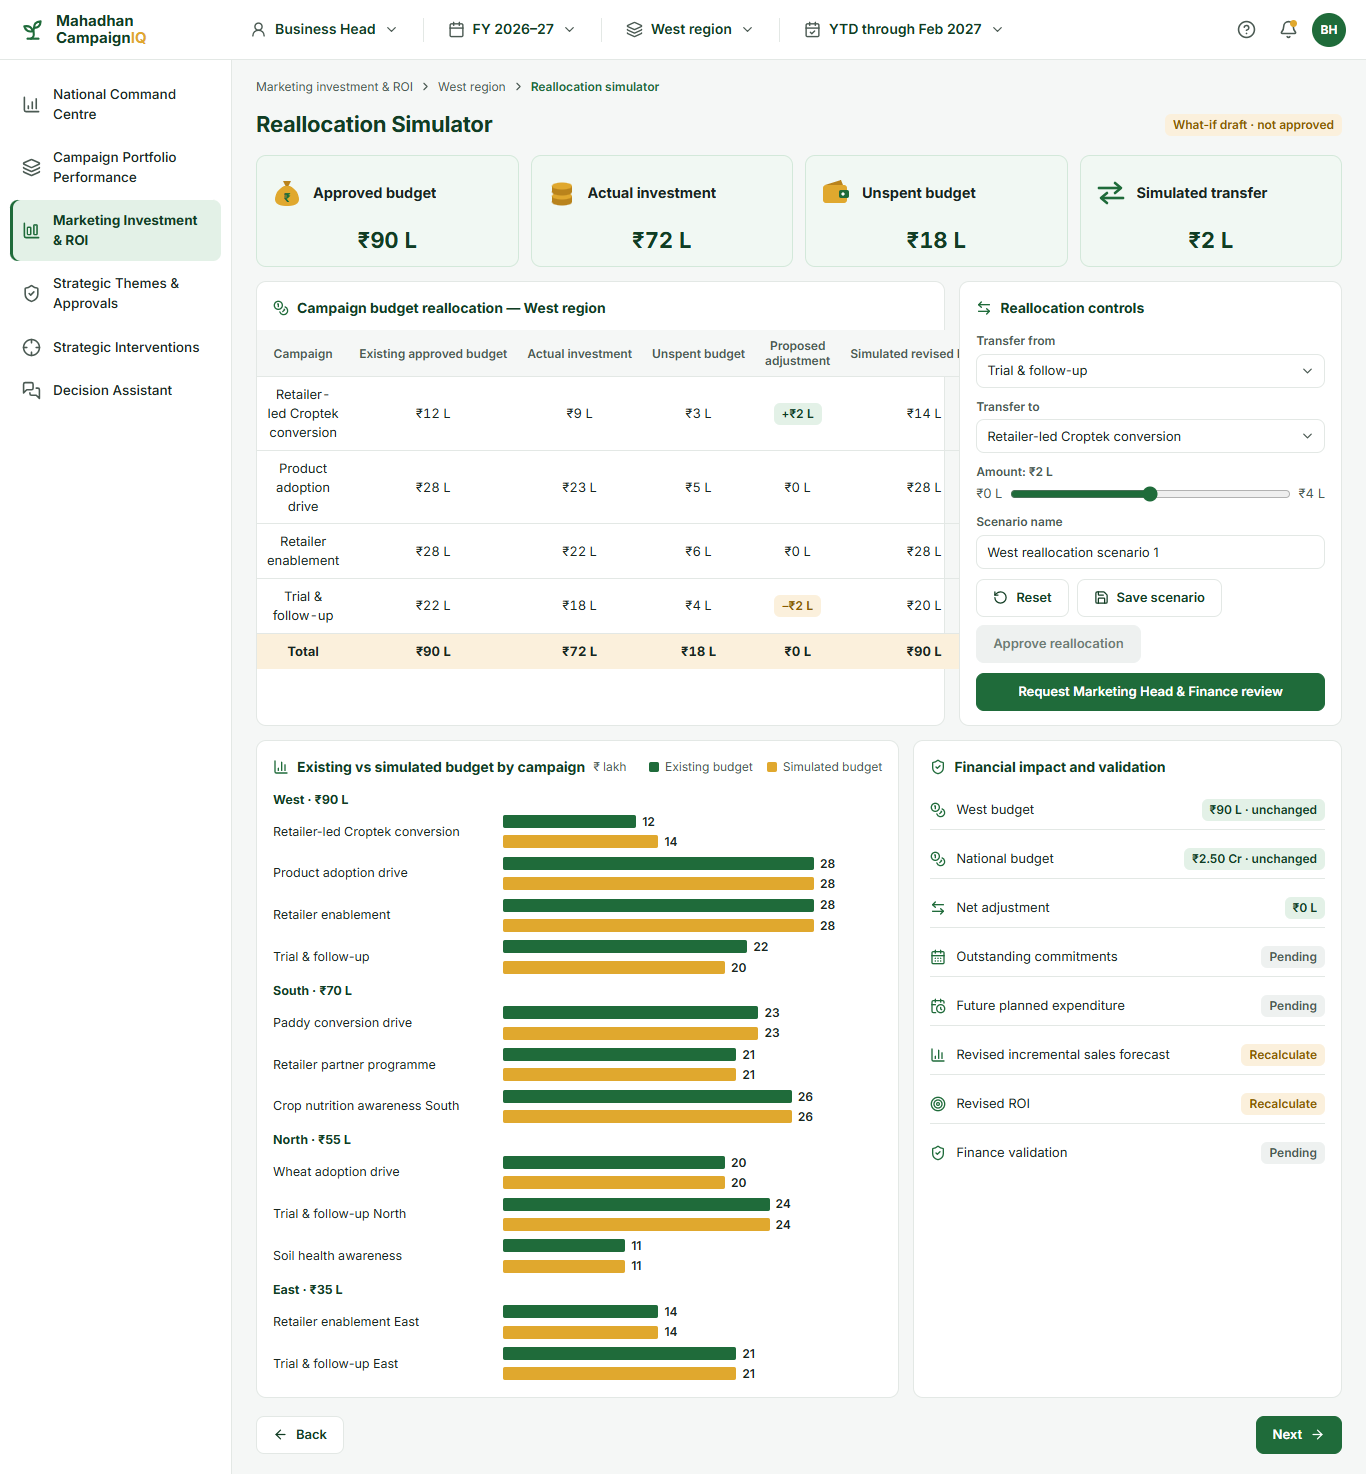 Mahadhan
CampaignIQ
Business Head
FY 2026–27
West region
YTD through Feb 2027
BH
National Command
Centre
Campaign Portfolio
Performance
Marketing Investment
& ROI
Strategic Themes &
Approvals
Strategic Interventions
Decision Assistant
Marketing investment & ROI > West region > Reallocation simulator
Reallocation Simulator
What-if draft · not approved
Approved budget
₹90 L
Actual investment
₹72 L
Unspent budget
₹18 L
Simulated transfer
₹2 L
Campaign budget reallocation — West region
Campaign Existing approved budget Actual investment Unspent budget Proposed adjustment Simulated revised
Retailer-led Croptek conversion ₹12 L ₹9 L ₹3 L +₹2 L ₹14 L
Product adoption drive ₹28 L ₹23 L ₹5 L ₹0 L ₹28 L
Retailer enablement ₹28 L ₹22 L ₹6 L ₹0 L ₹28 L
Trial & follow-up ₹22 L ₹18 L ₹4 L –₹2 L ₹20 L
Total ₹90 L ₹72 L ₹18 L ₹0 L ₹90 L
Reallocation controls
Transfer from
Trial & follow-up
Transfer to
Retailer-led Croptek conversion
Amount: ₹2 L
₹0 L ₹4 L
Scenario name
West reallocation scenario 1
Reset
Save scenario
Approve reallocation
Request Marketing Head & Finance review
Existing vs simulated budget by campaign ₹ lakh Existing budget Simulated budget
West · ₹90 L
Retailer-led Croptek conversion 12
14
Product adoption drive 28
28
Retailer enablement 28
28
Trial & follow-up 22
20
South · ₹70 L
Paddy conversion drive 23
23
Retailer partner programme 21
21
Crop nutrition awareness South 26
26
North · ₹55 L
Wheat adoption drive 20
20
Trial & follow-up North 24
24
Soil health awareness 11
11
East · ₹35 L
Retailer enablement East 14
14
Trial & follow-up East 21
21
Financial impact and validation
West budget ₹90 L · unchanged
National budget ₹2.50 Cr · unchanged
Net adjustment ₹0 L
Outstanding commitments Pending
Future planned expenditure Pending
Revised incremental sales forecast Recalculate
Revised ROI Recalculate
Finance validation Pending
Back
Next